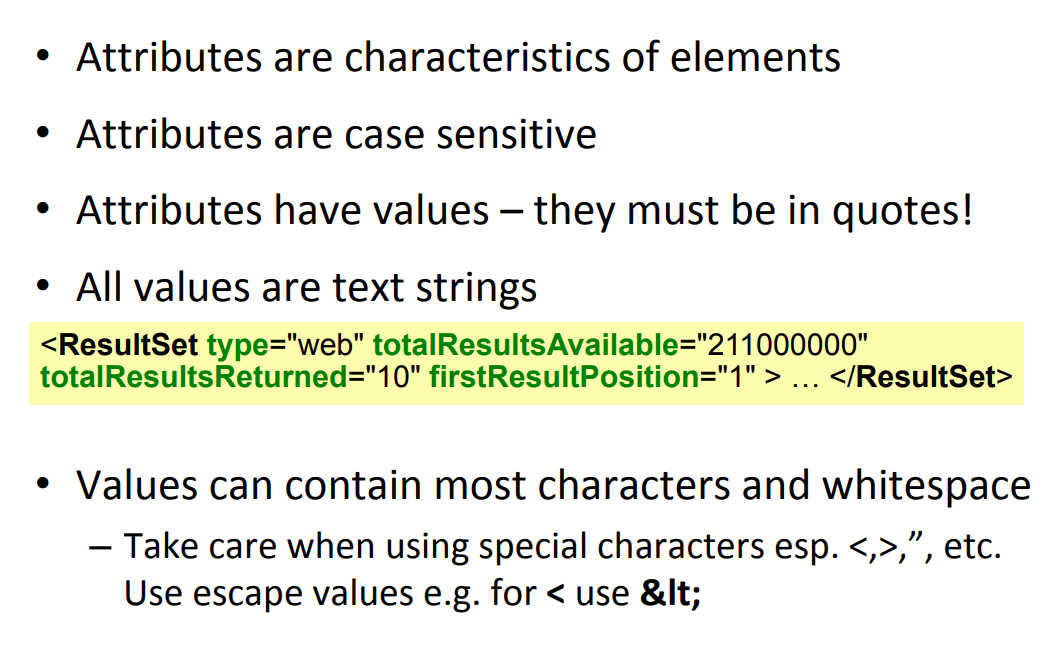 • Attributes are characteristics of elements
• Attributes are case sensitive
• Attributes have values – they must be in quotes!
• All values are text strings
<ResultSet type="web" totalResultsAvailable="211000000"
totalResultsReturned="10" firstResultPosition="1" > … </ResultSet>
• Values can contain most characters and whitespace
– Take care when using special characters esp. <,>,”, etc.
Use escape values e.g. for < use &lt;